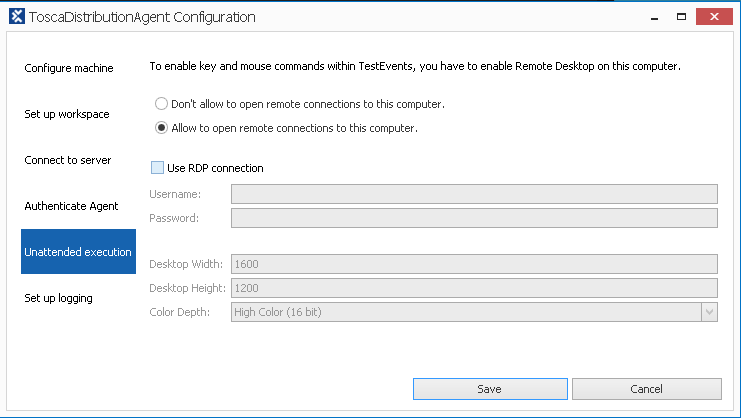 ToscaDistributionAgent Configuration
Configure machine
Set up workspace
Connect to server
Authenticate Agent
Unattended execution
Set up logging
To enable key and mouse commands within TestEvents, you have to enable Remote Desktop on this computer.
Don't allow to open remote connections to this computer.
Allow to open remote connections to this computer.
Use RDP connection
Username:
Password:
Desktop Width: 1600
Desktop Height: 1200
Color Depth: High Color (16 bit)
Save Cancel